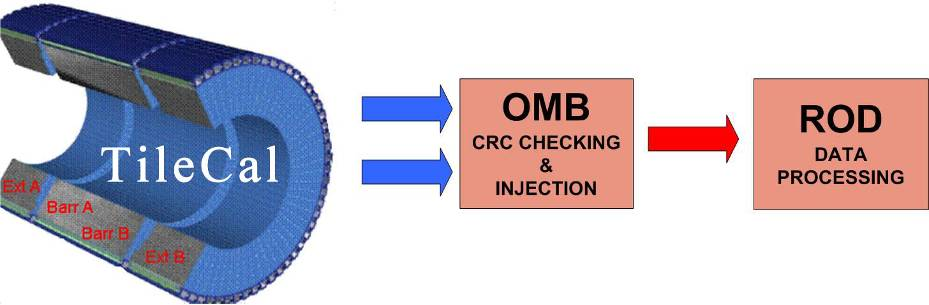 TileCal
Ext A
Barr A
Barr B
Ext B
OMB
CRC CHECKING
&
INJECTION
ROD
DATA
PROCESSING